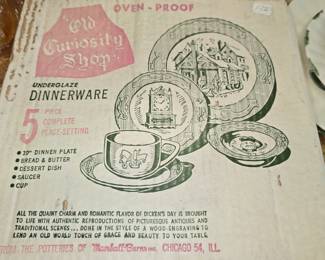 OVEN - PROOF
Old
Curiosity
Shop
UNDERGLAZE
DINNERWARE
5 PIECE
COMPLETE
PLACE-SETTING
• 10" DINNER PLATE
• BREAD & BUTTER
• DESSERT DISH
• SAUCER
• CUP
ALL THE QUAINT CHARM AND ROMANTIC FLAVOR OF DICKEN'S DAY IS BROUGHT
TO LIFE WITH AUTHENTIC REPRODUCTIONS OF PICTURESQUE ANTIQUES AND
TRADITIONAL SCENES . . . DONE IN THE STYLE OF A WOOD-ENGRAVING TO
LEND AN OLD WORLD TOUCH OF GRACE AND BEAUTY TO YOUR TABLE
FROM THE POTTERIES OF Marshall Burns INC. CHICAGO 54, ILL.